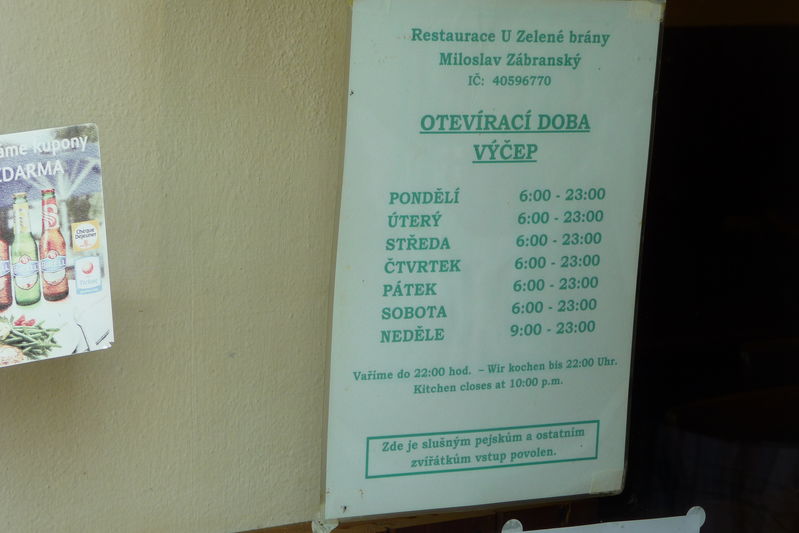 Restaurace U Zelené brány
Miloslav Zábranský
IČ: 40596770
OTEVÍRACÍ DOBA
VÝČEP
PONDĚLÍ 6:00 - 23:00
ÚTERÝ 6:00 - 23:00
STŘEDA 6:00 - 23:00
ČTVRTEK 6:00 - 23:00
PÁTEK 6:00 - 23:00
SOBOTA 6:00 - 23:00
NEDĚLE 9:00 - 23:00
Vaříme do 22:00 hod. – Wir kochen bis 22:00 Uhr.
Kitchen closes at 10:00 p.m.
Zde je slušným pejskům a ostatním
zvířátkům vstup povolen.
kupony
ZDARMA
Chèque
Dejeuner